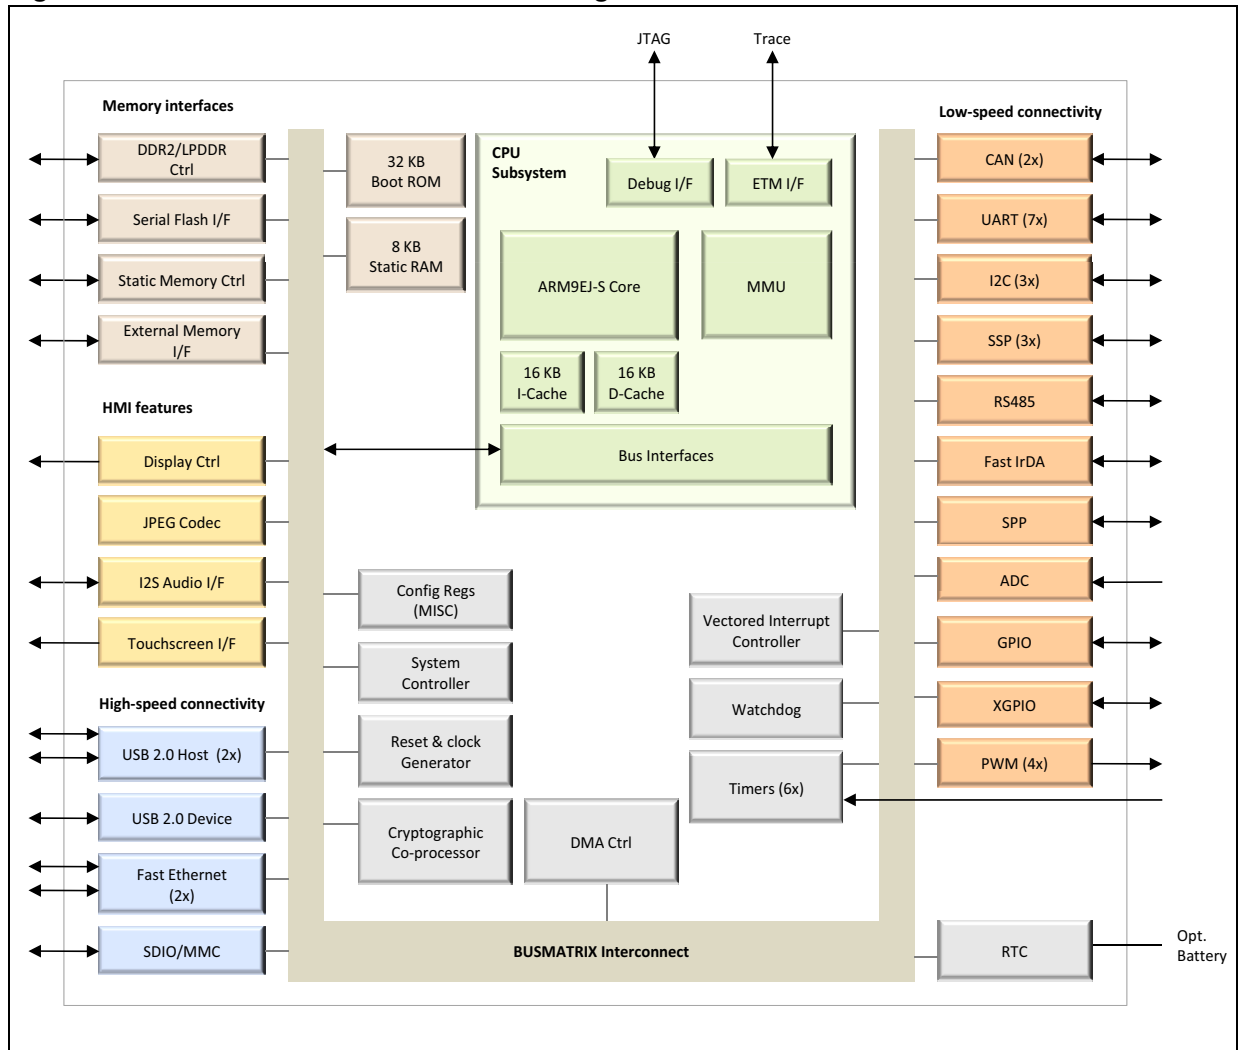 JTAG
Trace
Memory interfaces
DDR2/LPDDR
Ctrl
Serial Flash I/F
Static Memory Ctrl
External Memory
I/F
HMI features
Display Ctrl
JPEG Codec
I2S Audio I/F
Touchscreen I/F
High-speed connectivity
USB 2.0 Host (2x)
USB 2.0 Device
Fast Ethernet
(2x)
SDIO/MMC
32 KB
Boot ROM
8 KB
Static RAM
CPU
Subsystem
Debug I/F
ETM I/F
ARM9EJ-S Core
MMU
16 KB
I-Cache
16 KB
D-Cache
Bus Interfaces
Config Regs
(MISC)
System
Controller
Reset & clock
Generator
Cryptographic
Co-processor
DMA Ctrl
Vectored Interrupt
Controller
Watchdog
Timers (6x)
BUSMATRIX Interconnect
Low-speed connectivity
CAN (2x)
UART (7x)
I2C (3x)
SSP (3x)
RS485
Fast IrDA
SPP
ADC
GPIO
XGPIO
PWM (4x)
RTC
Opt.
Battery